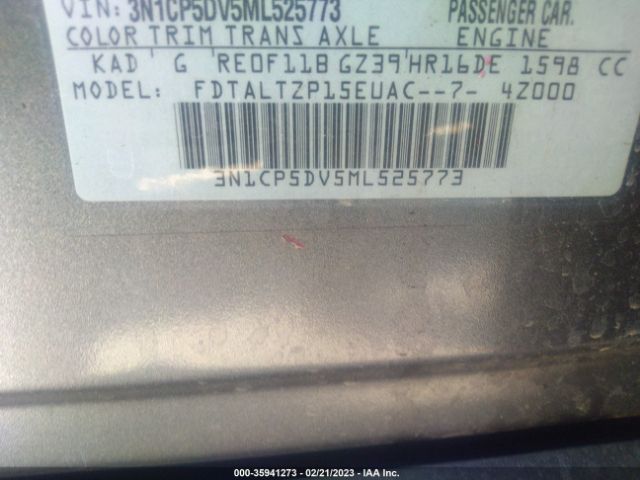 VIN: 3N1CP5DV5ML525773 PASSENGER CAR.
COLOR TRIM TRANS AXLE ENGINE
KAD G RE0F11B GZ39 HR16DE 1598 CC
MODEL: FDTALTZP15EUAC--7- 4Z000
3N1CP5DV5ML525773
000-35941273 — 02/21/2023 — IAA Inc.